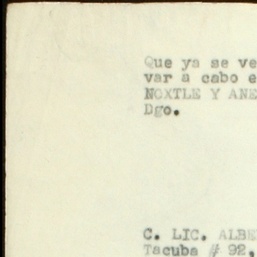 Que ya se ve
var a cabo e
NOXTLE Y ANE
Dgo.
C. LIC. ALBE
Tacuba # 92,